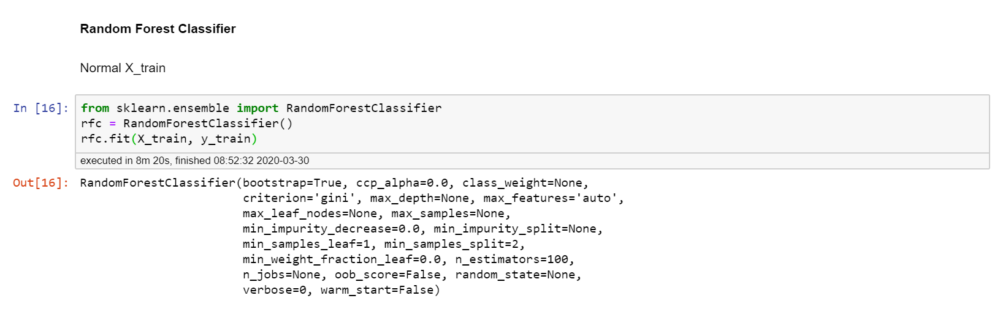 Random Forest Classifier
Normal X_train
In [16]:
from sklearn.ensemble import RandomForestClassifier
rfc = RandomForestClassifier()
rfc.fit(X_train, y_train)
executed in 8m 20s, finished 08:52:32 2020-03-30
Out[16]:
RandomForestClassifier(bootstrap=True, ccp_alpha=0.0, class_weight=None,
criterion='gini', max_depth=None, max_features='auto',
max_leaf_nodes=None, max_samples=None,
min_impurity_decrease=0.0, min_impurity_split=None,
min_samples_leaf=1, min_samples_split=2,
min_weight_fraction_leaf=0.0, n_estimators=100,
n_jobs=None, oob_score=False, random_state=None,
verbose=0, warm_start=False)